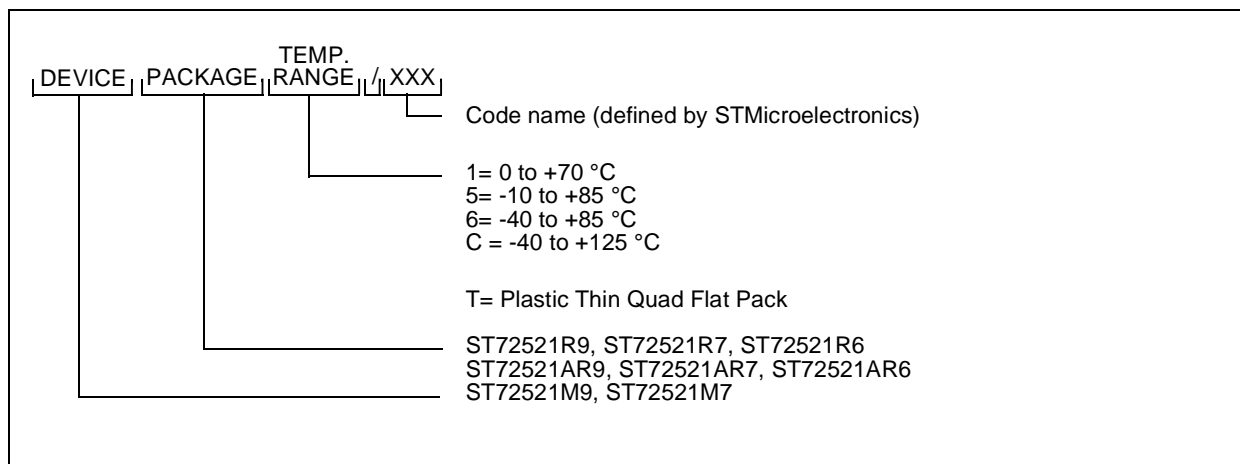 TEMP.
DEVICE PACKAGE RANGE / XXX
Code name (defined by STMicroelectronics)
1= 0 to +70 °C
5= -10 to +85 °C
6= -40 to +85 °C
C = -40 to +125 °C
T= Plastic Thin Quad Flat Pack
ST72521R9, ST72521R7, ST72521R6
ST72521AR9, ST72521AR7, ST72521AR6
ST72521M9, ST72521M7